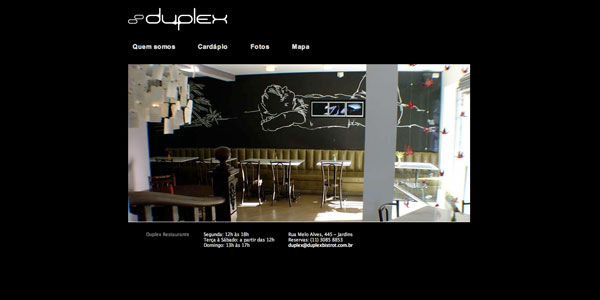 duplex
Quem somos Cardápio Fotos Mapa
Duplex Restaurante
Segunda: 12h às 18h
Terça à Sábado: a partir das 12h
Domingo: 13h às 17h
Rua Melo Alves, 445 – Jardins
Reservas: (11) 3085 8853
duplex@duplexbistrot.com.br